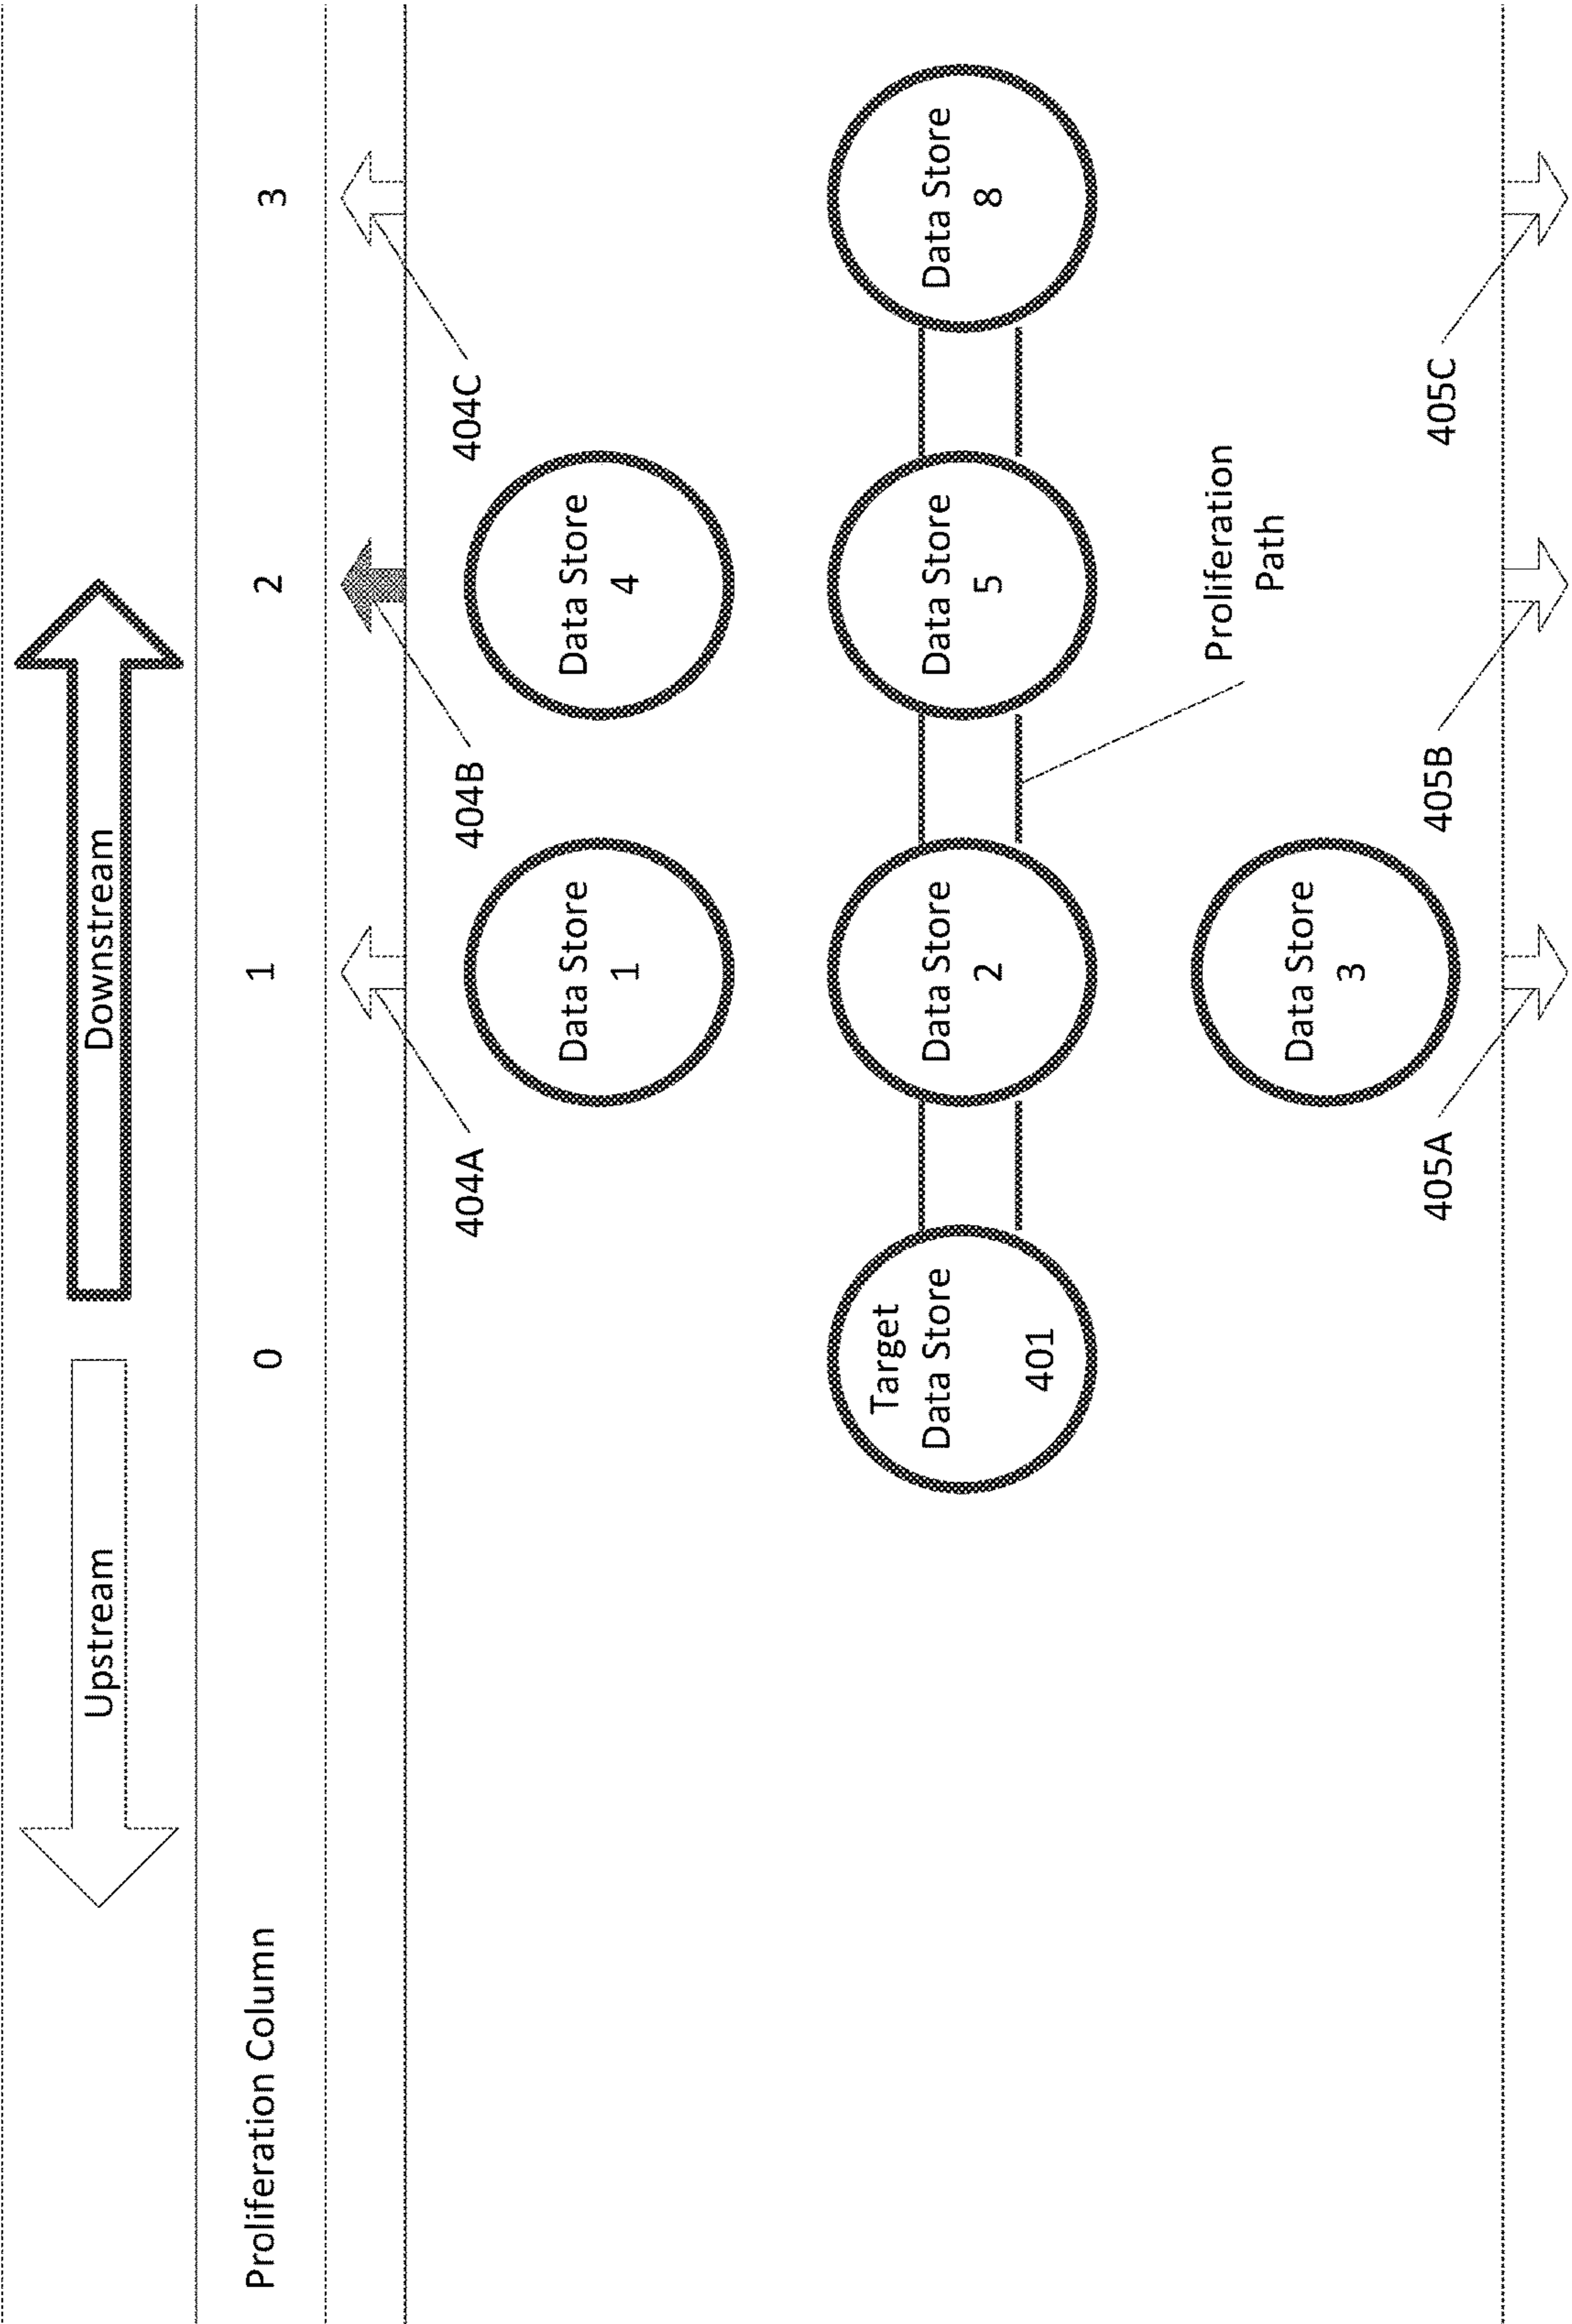 Upstream
Downstream
Proliferation Column
0
1
2
3
404A
404B
404C
Data Store
1
Data Store
4
Target
Data Store
401
Data Store
2
Data Store
5
Data Store
8
Proliferation
Path
Data Store
3
405A
405B
405C